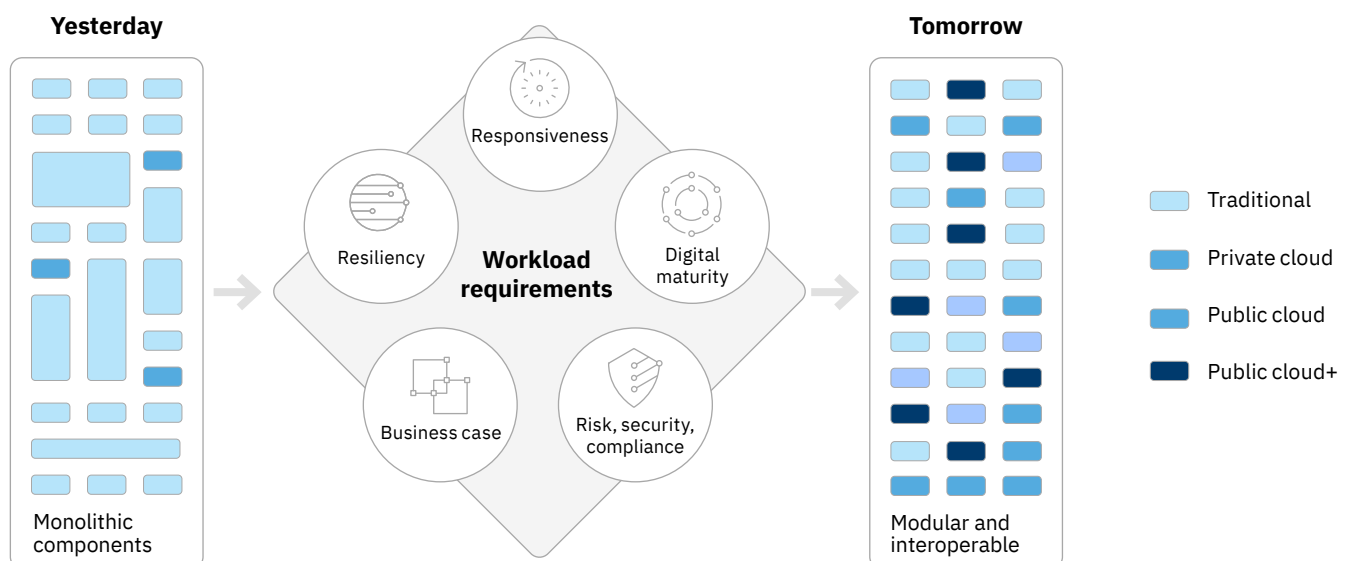 Yesterday
Monolithic
components
Responsiveness
Resiliency
Digital
maturity
Workload
requirements
Business case
Risk, security,
compliance
Tomorrow
Modular and
interoperable
Traditional
Private cloud
Public cloud
Public cloud+